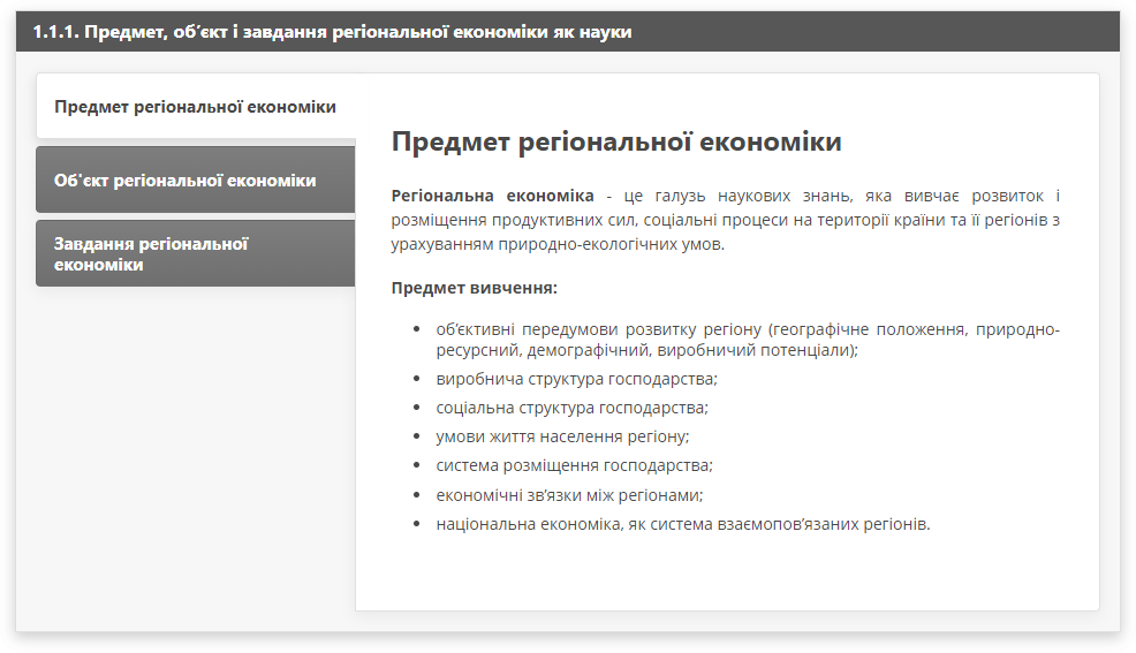 1.1.1. Предмет, об’єкт і завдання регіональної економіки як науки
Предмет регіональної економіки
Об'єкт регіональної економіки
Завдання регіональної
економіки
Предмет регіональної економіки
Регіональна економіка - це галузь наукових знань, яка вивчає розвиток і
розміщення продуктивних сил, соціальні процеси на території країни та її регіонів з
урахуванням природно-екологічних умов.
Предмет вивчення:
• об’єктивні передумови розвитку регіону (географічне положення, природно-
ресурсний, демографічний, виробничий потенціали);
• виробнича структура господарства;
• соціальна структура господарства;
• умови життя населення регіону;
• система розміщення господарства;
• економічні зв’язки між регіонами;
• національна економіка, як система взаємопов’язаних регіонів.